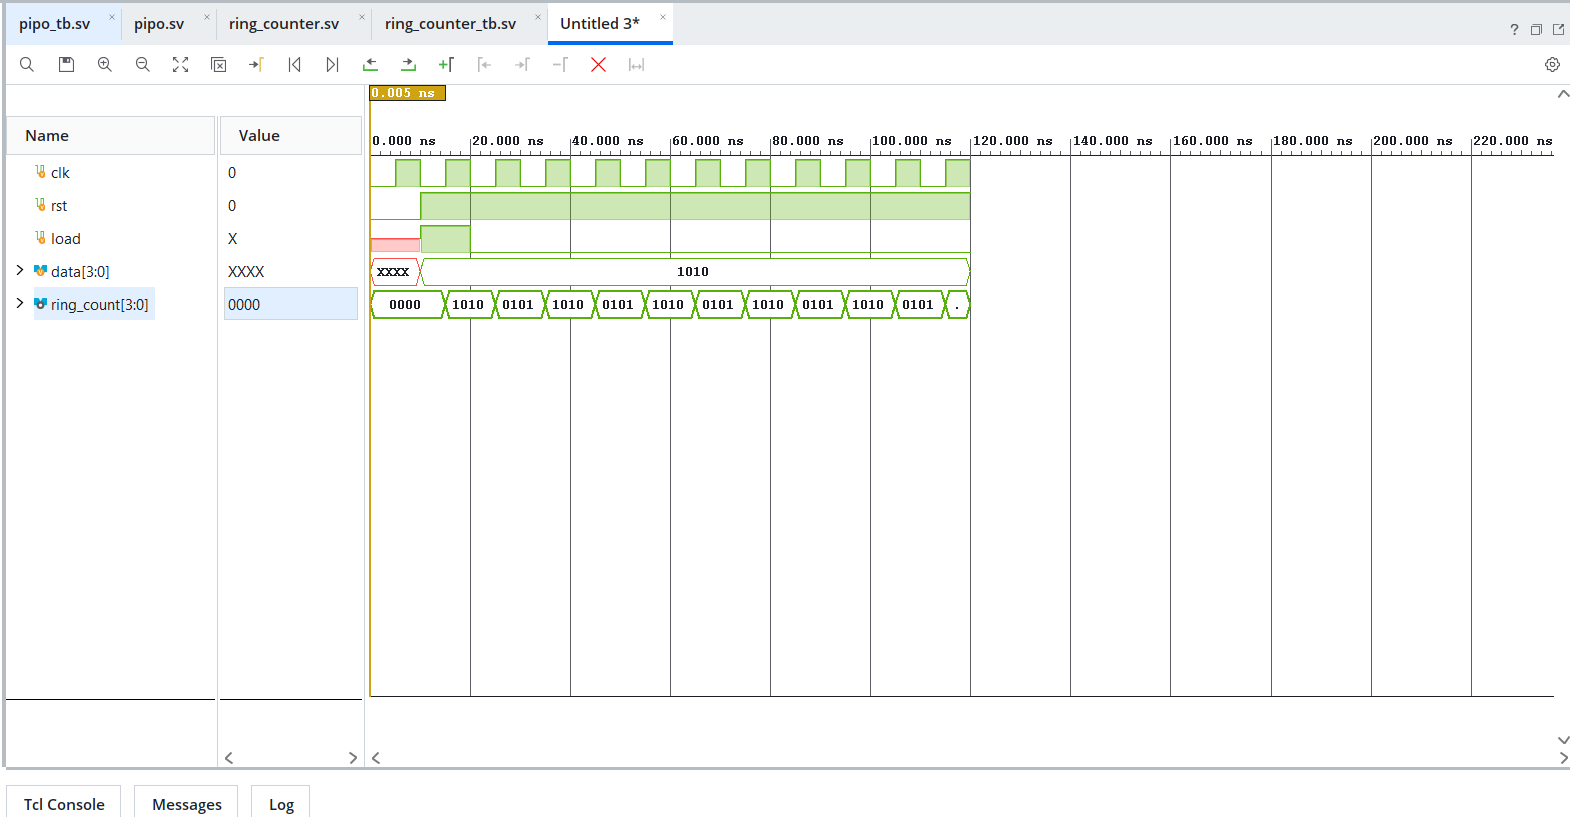 pipo_tb.sv × pipo.sv × ring_counter.sv × ring_counter_tb.sv × Untitled 3* ×
?
0.005 ns
Name Value
0.000 ns 20.000 ns 40.000 ns 60.000 ns 80.000 ns 100.000 ns 120.000 ns 140.000 ns 160.000 ns 180.000 ns 200.000 ns 220.000 ns
clk 0
rst 0
load X
data[3:0] XXXX XXXX 1010
ring_count[3:0] 0000 0000 1010 0101 1010 0101 1010 0101 1010 0101 1010 0101 .
Tcl Console Messages Log